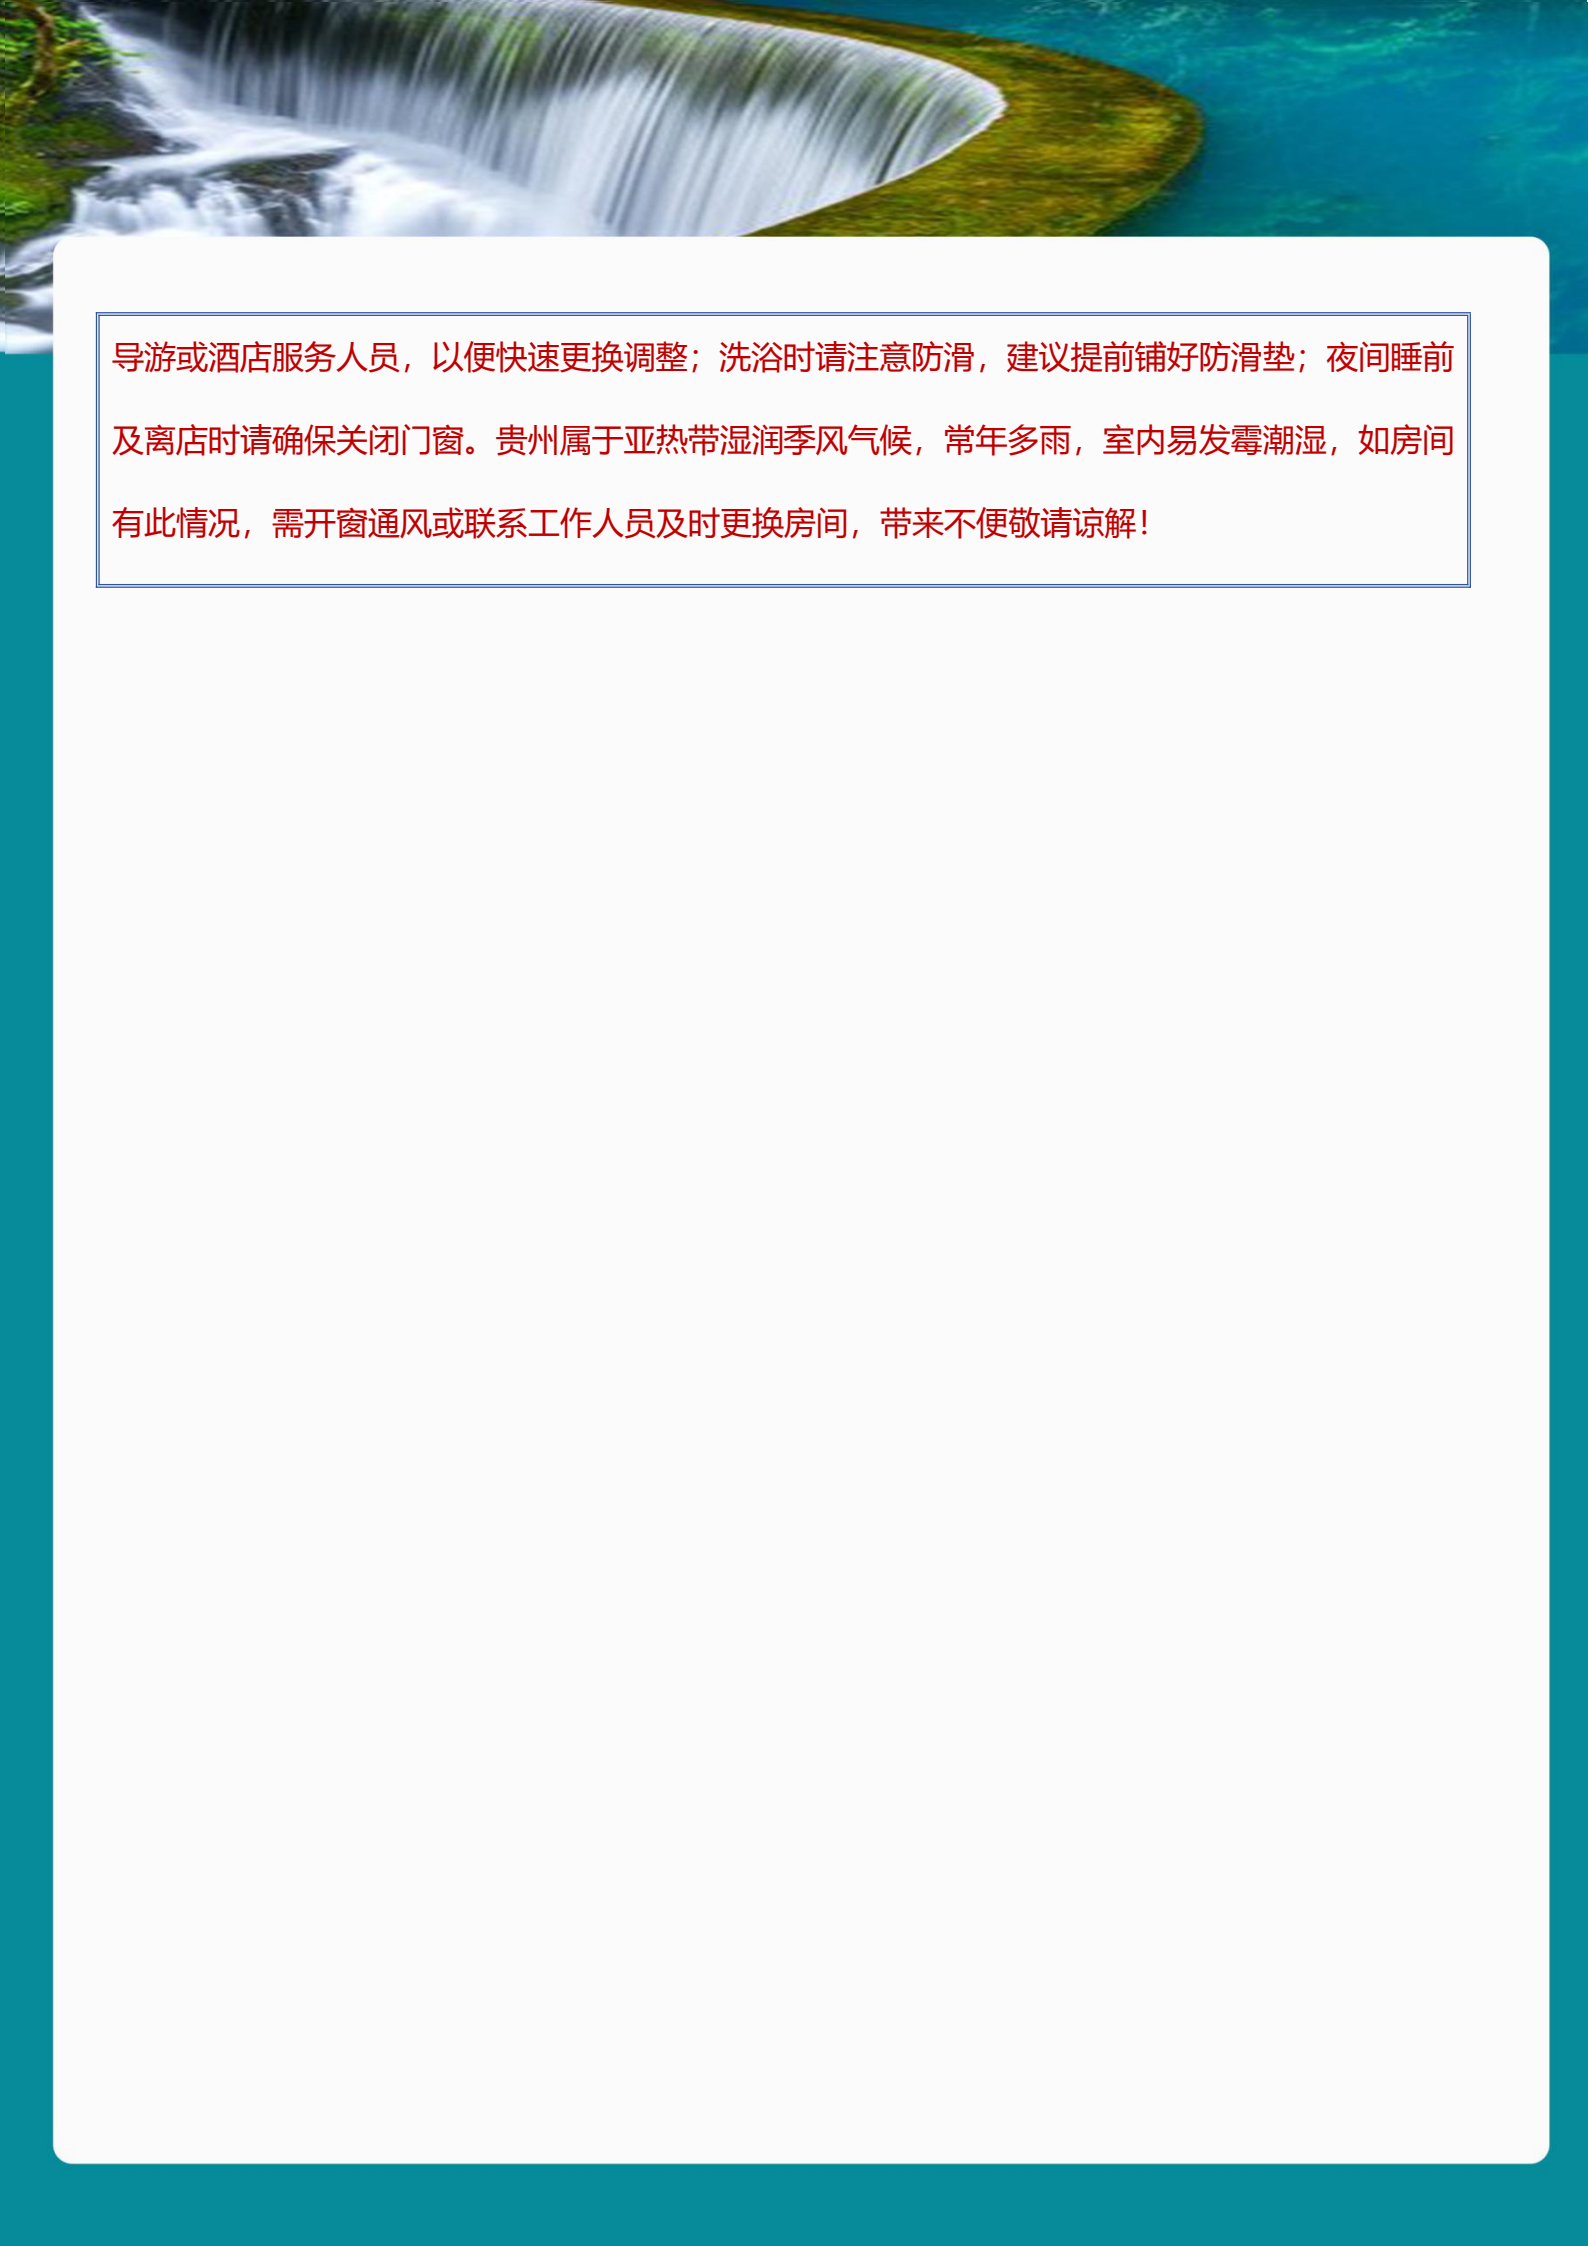 导游或酒店服务人员，以便快速更换调整；洗浴时请注意防滑，建议提前铺好防滑垫；夜间睡前
及离店时请确保关闭门窗。贵州属于亚热带湿润季风气候，常年多雨，室内易发霉潮湿，如房间
有此情况，需开窗通风或联系工作人员及时更换房间，带来不便敬请谅解！